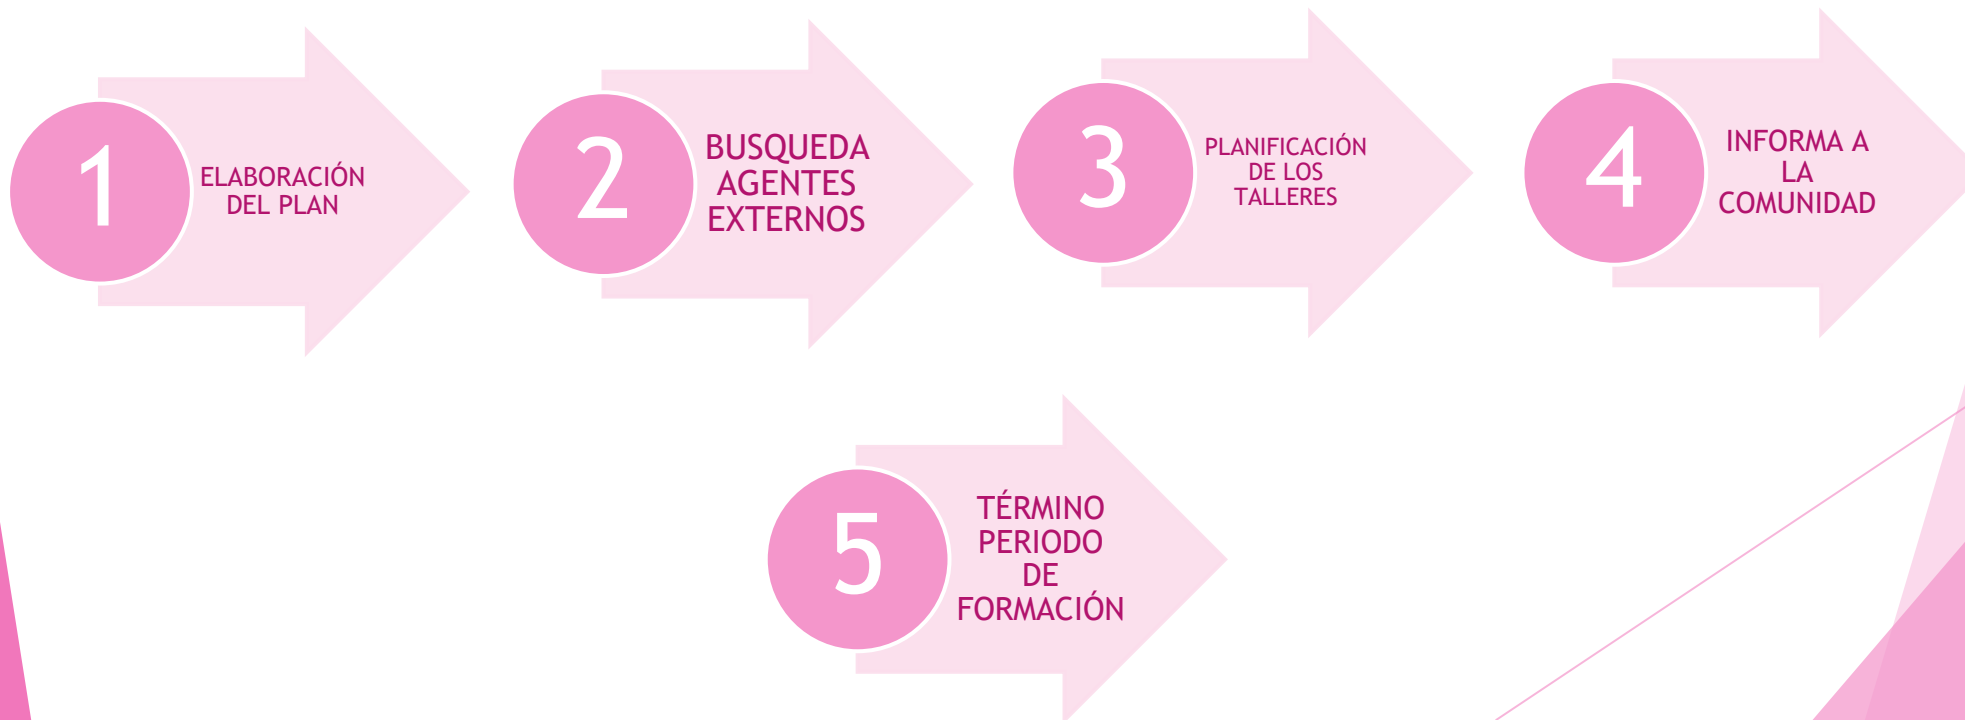 1
ELABORACIÓN
DEL PLAN
2
BUSQUEDA
AGENTES
EXTERNOS
3
PLANIFICACIÓN
DE LOS
TALLERES
4
INFORMA A
LA
COMUNIDAD
5
TÉRMINO
PERIODO
DE
FORMACIÓN